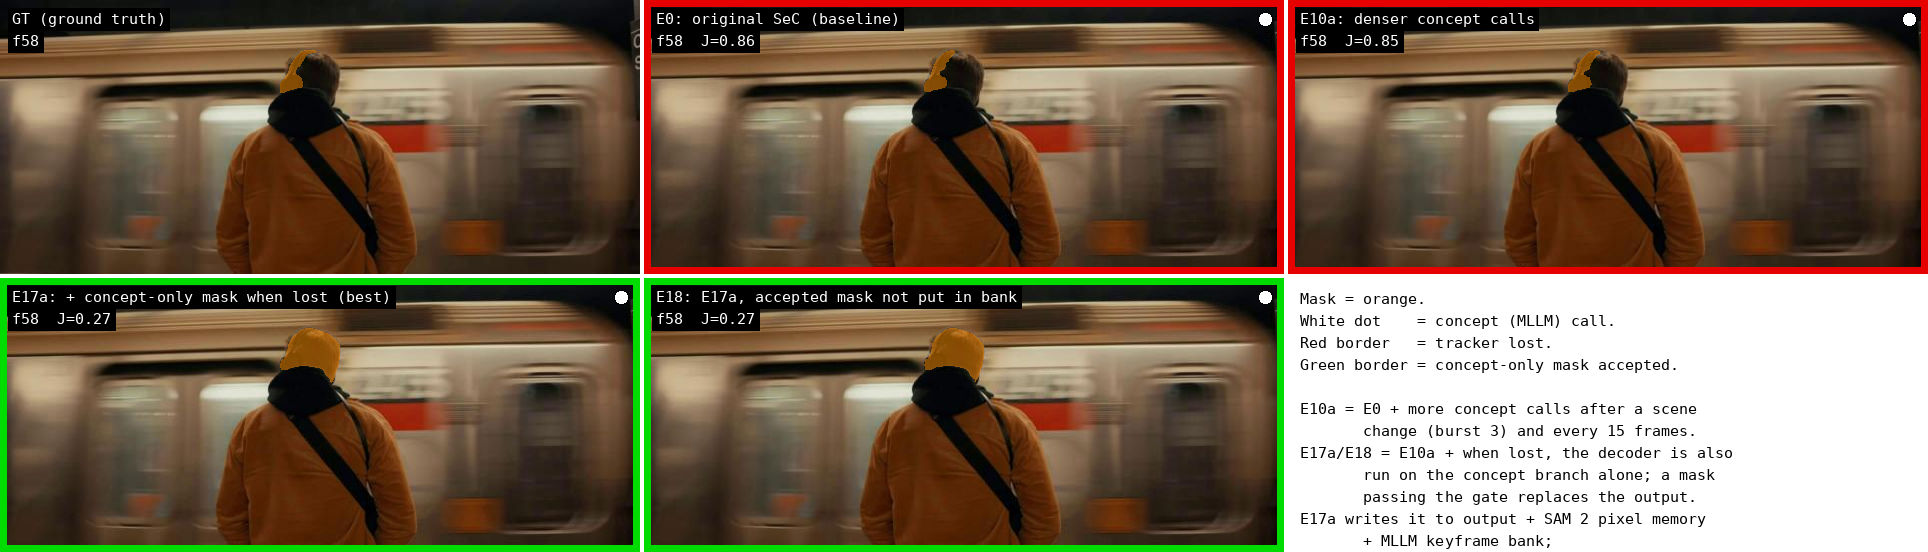 GT (ground truth)
f58
E0: original SeC (baseline)
f58  J=0.86
E10a: denser concept calls
f58  J=0.85
E17a: + concept-only mask when lost (best)
f58  J=0.27
E18: E17a, accepted mask not put in bank
f58  J=0.27
Mask = orange.
White dot    = concept (MLLM) call.
Red border   = tracker lost.
Green border = concept-only mask accepted.
E10a = E0 + more concept calls after a scene
change (burst 3) and every 15 frames.
E17a/E18 = E10a + when lost, the decoder is also
run on the concept branch alone; a mask
passing the gate replaces the output.
E17a writes it to output + SAM 2 pixel memory
+ MLLM keyframe bank;